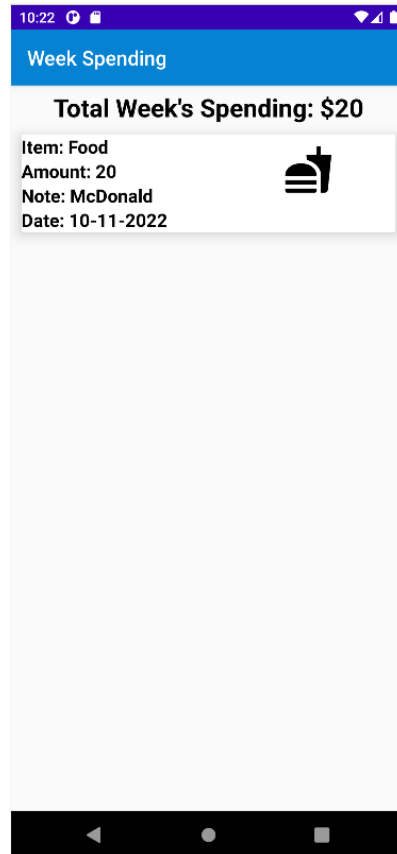 10:22
Week Spending
Total Week's Spending: $20
Item: Food
Amount: 20
Note: McDonald
Date: 10-11-2022